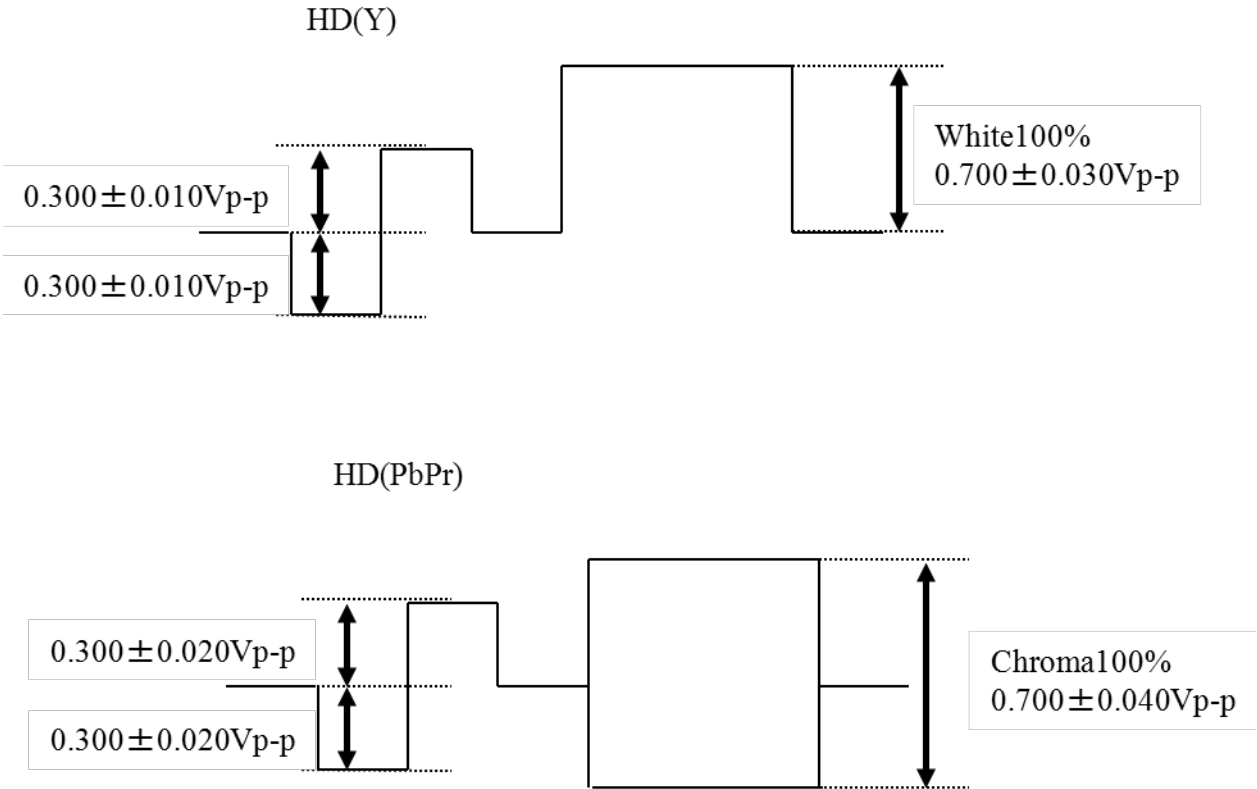 HD(Y)
White100%
0.700±0.030Vp-p
0.300±0.010Vp-p
0.300±0.010Vp-p
HD(PbPr)
0.300±0.020Vp-p
Chroma100%
0.700±0.040Vp-p
0.300±0.020Vp-p